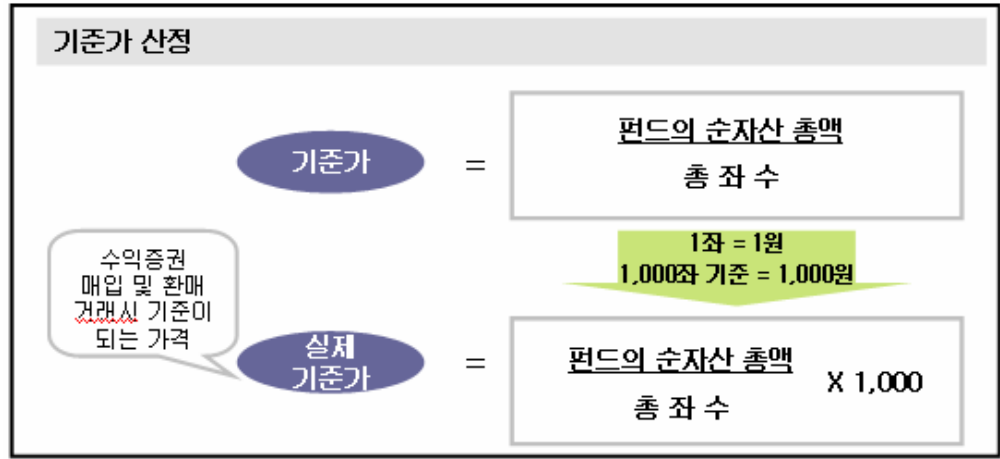 기준가 산정
기준가 =
펀드의 순자산 총액
총 좌 수
1좌 = 1원
1,000좌 기준 = 1,000원
수익증권
매입 및 환매
거래시 기준이
되는 가격
실제
기준가
=
펀드의 순자산 총액
총 좌 수
X 1,000